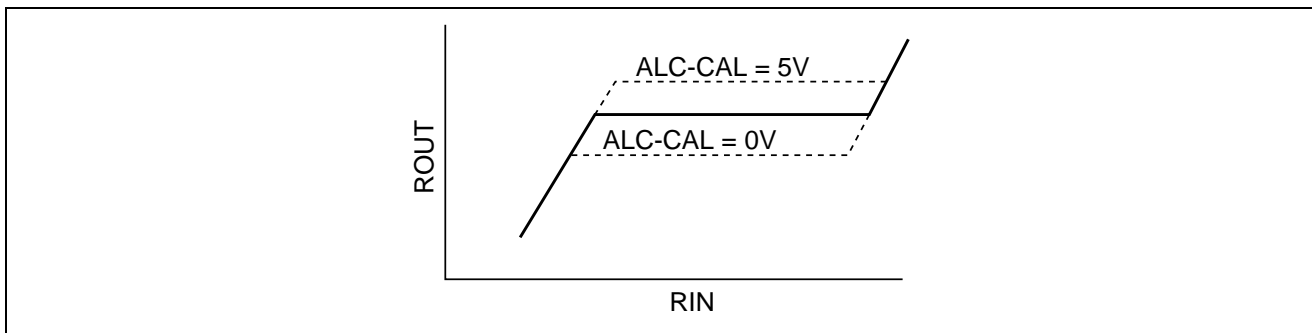 ALC-CAL = 5V
ALC-CAL = 0V
ROUT
RIN